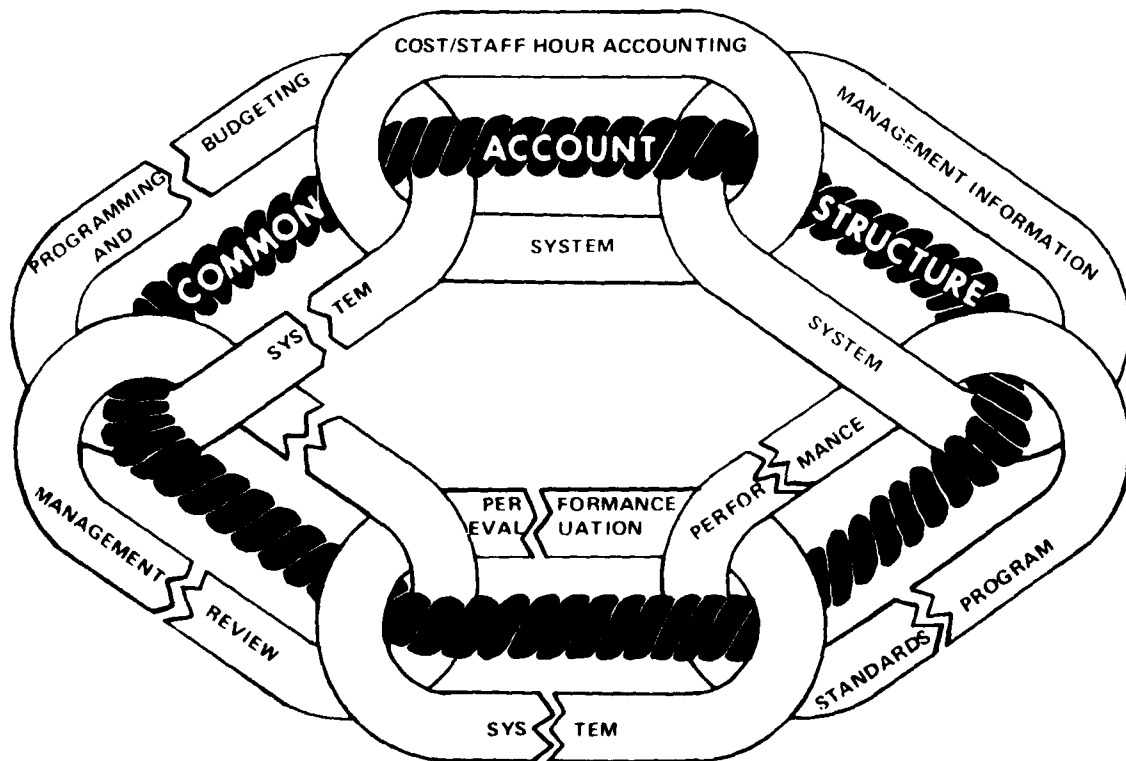 COST/STAFF HOUR ACCOUNTING
SYSTEM
PROGRAMMING
AND
BUDGETING
SYS
TEM
MANAGEMENT INFORMATION
SYSTEM
COMMON
ACCOUNT
STRUCTURE
MANAGEMENT
REVIEW
PER
FORMANCE
EVAL
UATION
SYS
TEM
PERFOR
MANCE
STANDARDS
PROGRAM